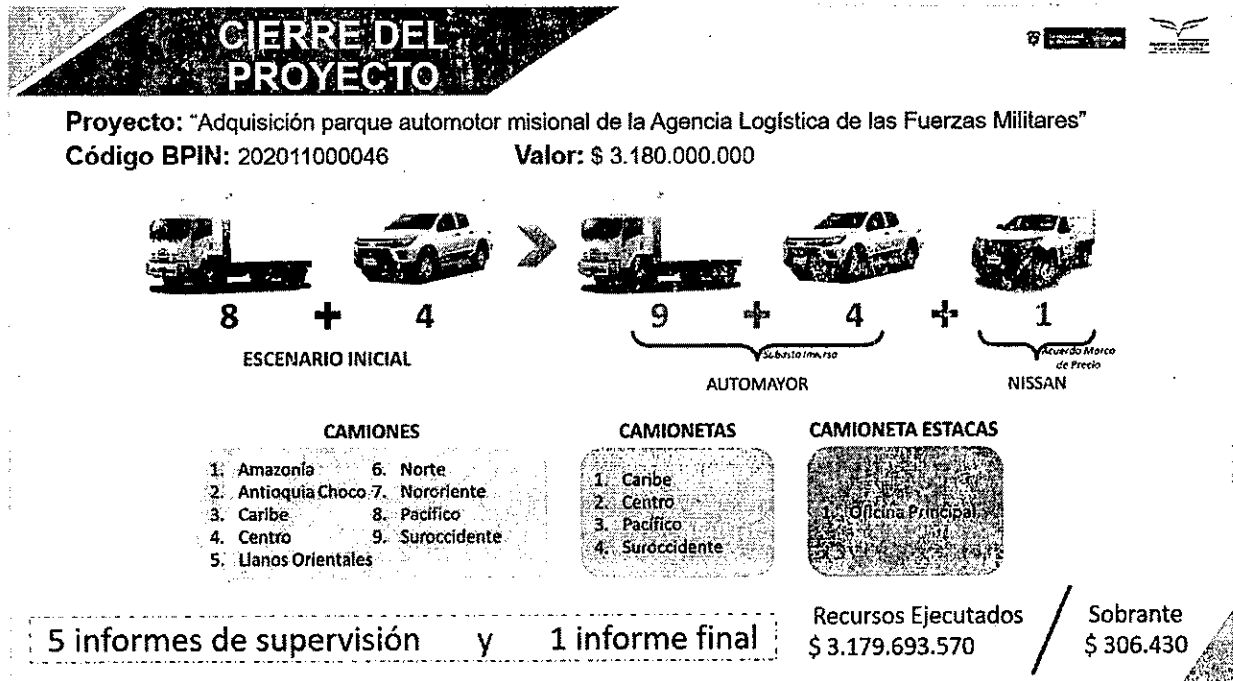 CIERRE DEL
PROYECTO
Proyecto: “Adquisición parque automotor misional de la Agencia Logística de las Fuerzas Militares”
Código BPIN: 202011000046 Valor: $ 3.180.000.000
8 + 4 9 + 4 + 1
ESCENARIO INICIAL
Subasta Inversa
Acuerdo Marco
de Precio
AUTOMAYOR NISSAN
CAMIONES
1. Amazonía 6. Norte
2. Antioquia Choco 7. Nororiente
3. Caribe 8. Pacífico
4. Centro 9. Suroccidente
5. Llanos Orientales
CAMIONETAS
1. Caribe
2. Centro
3. Pacífico
4. Suroccidente
CAMIONETA ESTACAS
1. Oficina Principal
5 informes de supervisión y 1 informe final
Recursos Ejecutados
$ 3.179.693.570
/
Sobrante
$ 306.430